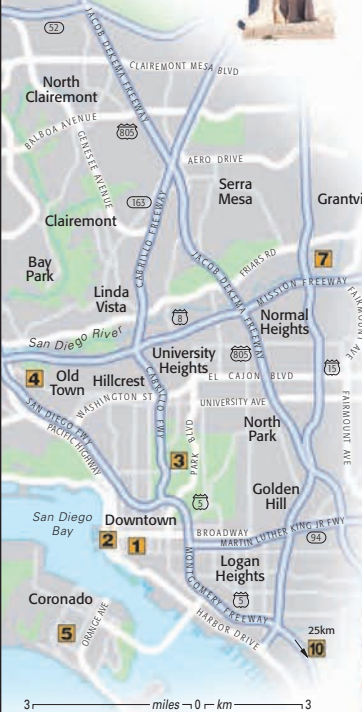 52
JACOB DEKEMA FREEWAY
CLAIREMONT MESA BLVD
North
Clairemont
BALBOA AVENUE
GENESEE AVENUE
805
AERO DRIVE
Serra
Mesa
163
CABRILLO FREEWAY
Grantvi
Clairemont
Bay
Park
FRIARS RD
7
JACOB DEKEMA FREEWAY
MISSION FREEWAY
Linda
Vista
8
FAIRMOUNT AVE
Normal
Heights
San Diego River
805
15
University
Heights
4
Old
Town
Hillcrest
EL CAJON BLVD
WASHINGTON ST
CABRILLO FWY
UNIVERSITY AVE
SAN DIEGO FWY
PACIFIC HIGHWAY
PARK BLVD
North
Park
FAIRMOUNT AVE
3
Golden
Hill
5
San Diego
Bay
Downtown
2
1
BROADWAY
MARTIN LUTHER KING JR FWY
94
Logan
Heights
MONTGOMERY FREEWAY
5
Coronado
ORANGE AVE
HARBOR DRIVE
5
25km
10
3 miles 0 km 3